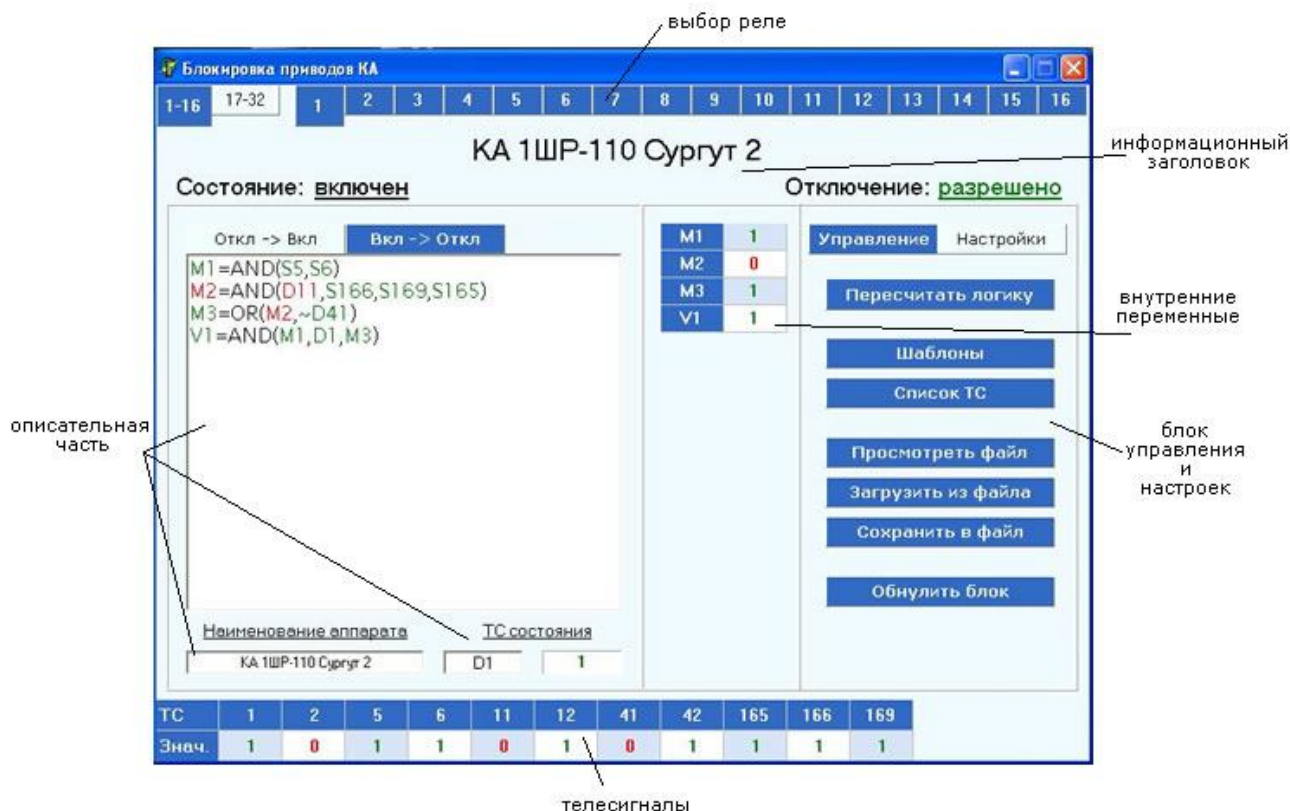 выбор реле
Блокировка приводов КА
1-16 17-32 1 2 3 4 5 6 7 8 9 10 11 12 13 14 15 16
КА 1ШР-110 Сургут 2
информационный
заголовок
Состояние: включен
Отключение: разрешено
Откл -> Вкл Вкл -> Откл
M1=AND(S5,S6)
M2=AND(D11,S166,S169,S165)
M3=OR(M2,~D41)
V1=AND(M1,D1,M3)
M1 1
M2 0
M3 1
V1 1
внутренние
переменные
Управление Настройки
Пересчитать логику
Шаблоны
Список ТС
Просмотреть файл
Загрузить из файла
Сохранить в файл
Обнулить блок
описательная
часть
блок
управления
и
настроек
Наименование аппарата ТС состояния
КА 1ШР-110 Сургут 2 D1 1
ТС 1 2 5 6 11 12 41 42 165 166 169
Знач. 1 0 1 1 0 1 0 1 1 1 1
телесигналы